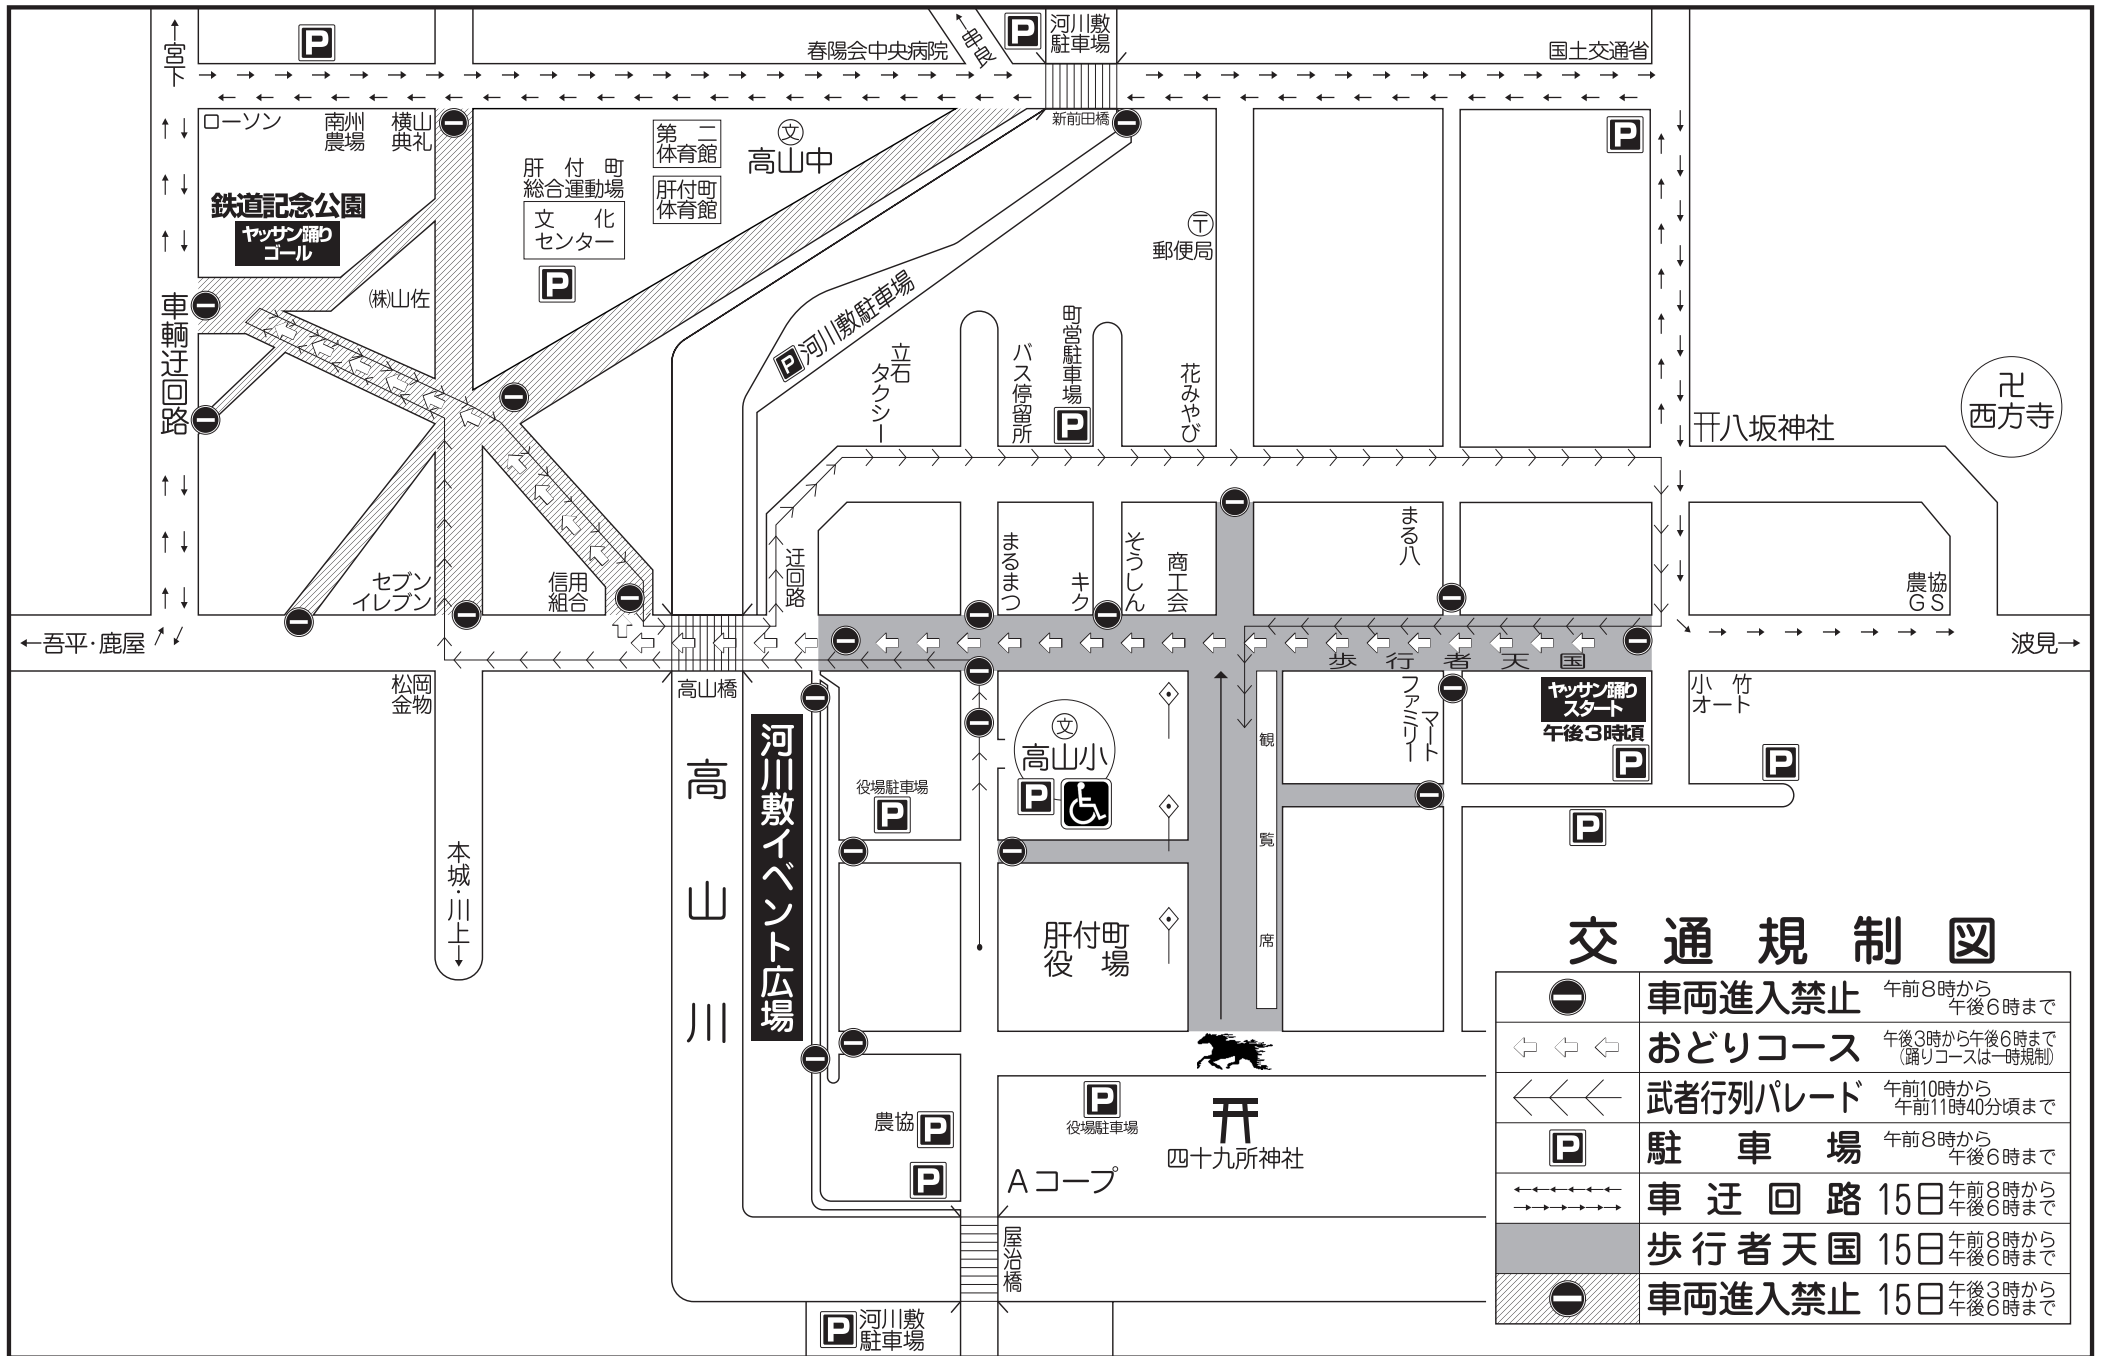 ↑宮下
P
春陽会中央病院
串良
P
河川敷
駐車場
国土交通省
ローソン
南州
農場
横山
典礼
第二
体育館
文
高山中
新前田橋
P
肝付町
総合運動場
肝付町
体育館
文化
センター
P
鉄道記念公園
ヤッサン踊り
ゴール
〒
郵便局
車輌迂回路
(株)山佐
P河川敷駐車場
立石
タクシー
バス停留所
町営駐車場
P
花みやび
八坂神社
卍
西方寺
セブン
イレブン
信用
組合
迂回路
まるまつ
キク
そうしん
商工会
まる八
農協
GS
←吾平・鹿屋
波見→
歩行者天国
松岡
金物
高山橋
文
高山小
P
ファミリー
マート
ヤッサン踊り
スタート
午後3時頃
P
小竹
オート
P
観覧席
役場駐車場
P
P
高山川
河川敷イベント広場
本城・川上→
肝付町
役場
農協
P
P
P
役場駐車場
四十九所神社
Aコープ
屋治橋
P
河川敷
駐車場
交通規制図
車両進入禁止 午前8時から
午後6時まで
おどりコース 午後3時から午後6時まで
(踊りコースは一時規制)
武者行列パレード 午前10時から
午前11時40分頃まで
P 駐車場 午前8時から
午後6時まで
車迂回路 15日 午前8時から
午後6時まで
歩行者天国 15日 午前8時から
午後6時まで
車両進入禁止 15日 午後3時から
午後6時まで